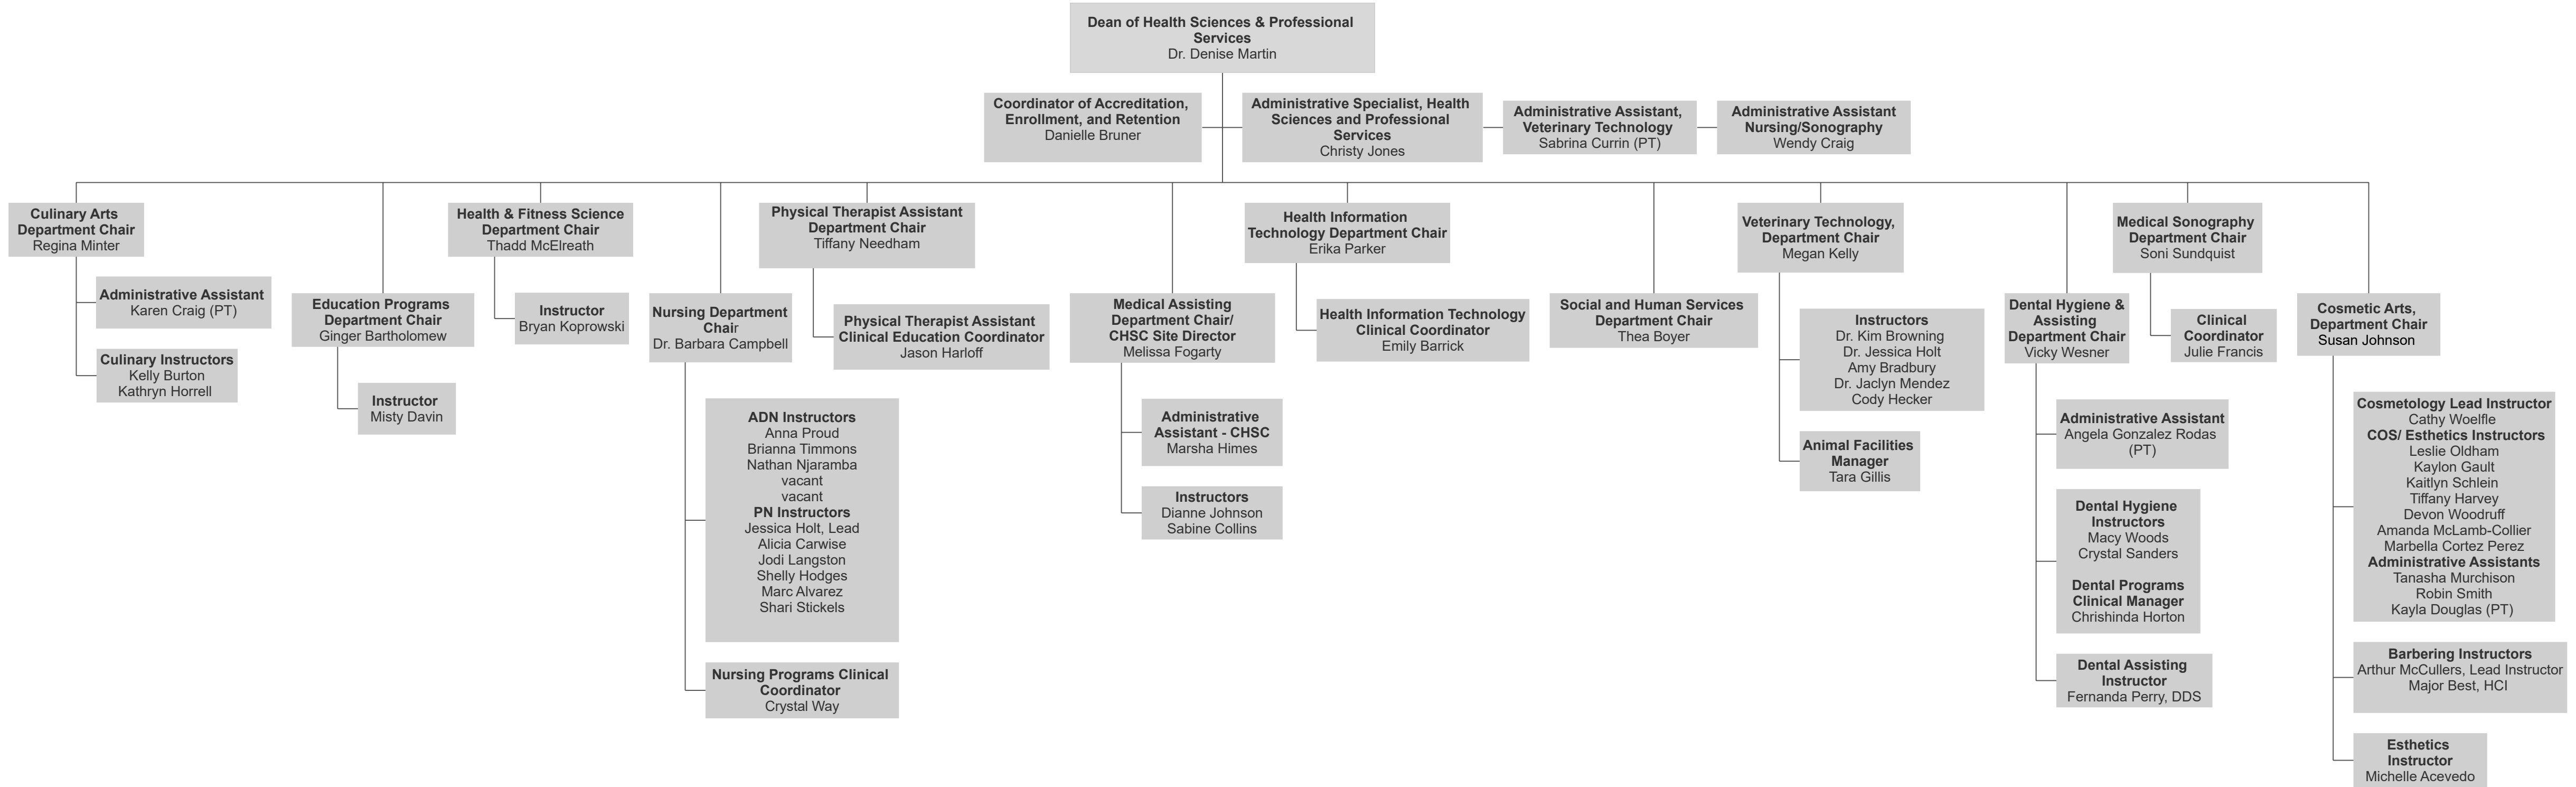 Dean of Health Sciences & Professional
Services
Dr. Denise Martin
Coordinator of Accreditation,
Enrollment, and Retention
Danielle Bruner
Administrative Specialist, Health
Sciences and Professional
Services
Christy Jones
Administrative Assistant,
Veterinary Technology
Sabrina Currin (PT)
Administrative Assistant
Nursing/Sonography
Wendy Craig
Culinary Arts
Department Chair
Regina Minter
Administrative Assistant
Karen Craig (PT)
Culinary Instructors
Kelly Burton
Kathryn Horrell
Education Programs
Department Chair
Ginger Bartholomew
Instructor
Misty Davin
Health & Fitness Science
Department Chair
Thadd McElreath
Instructor
Bryan Koprowski
Nursing Department
Chair
Dr. Barbara Campbell
ADN Instructors
Anna Proud
Brianna Timmons
Nathan Njaramba
vacant
vacant
PN Instructors
Jessica Holt, Lead
Alicia Carwise
Jodi Langston
Shelly Hodges
Marc Alvarez
Shari Stickels
Nursing Programs Clinical
Coordinator
Crystal Way
Physical Therapist Assistant
Department Chair
Tiffany Needham
Physical Therapist Assistant
Clinical Education Coordinator
Jason Harloff
Medical Assisting
Department Chair/
CHSC Site Director
Melissa Fogarty
Administrative
Assistant - CHSC
Marsha Himes
Instructors
Dianne Johnson
Sabine Collins
Health Information
Technology Department Chair
Erika Parker
Health Information Technology
Clinical Coordinator
Emily Barrick
Social and Human Services
Department Chair
Thea Boyer
Veterinary Technology,
Department Chair
Megan Kelly
Instructors
Dr. Kim Browning
Dr. Jessica Holt
Amy Bradbury
Dr. Jaclyn Mendez
Cody Hecker
Animal Facilities
Manager
Tara Gillis
Dental Hygiene &
Assisting
Department Chair
Vicky Wesner
Administrative Assistant
Angela Gonzalez Rodas
(PT)
Dental Hygiene
Instructors
Macy Woods
Crystal Sanders
Dental Programs
Clinical Manager
Chrishinda Horton
Dental Assisting
Instructor
Fernanda Perry, DDS
Medical Sonography
Department Chair
Soni Sundquist
Clinical
Coordinator
Julie Francis
Cosmetic Arts,
Department Chair
Susan Johnson
Cosmetology Lead Instructor
Cathy Woelfle
COS/ Esthetics Instructors
Leslie Oldham
Kaylon Gault
Kaitlyn Schlein
Tiffany Harvey
Devon Woodruff
Amanda McLamb-Collier
Marbella Cortez Perez
Administrative Assistants
Tanasha Murchison
Robin Smith
Kayla Douglas (PT)
Barbering Instructors
Arthur McCullers, Lead Instructor
Major Best, HCI
Esthetics
Instructor
Michelle Acevedo